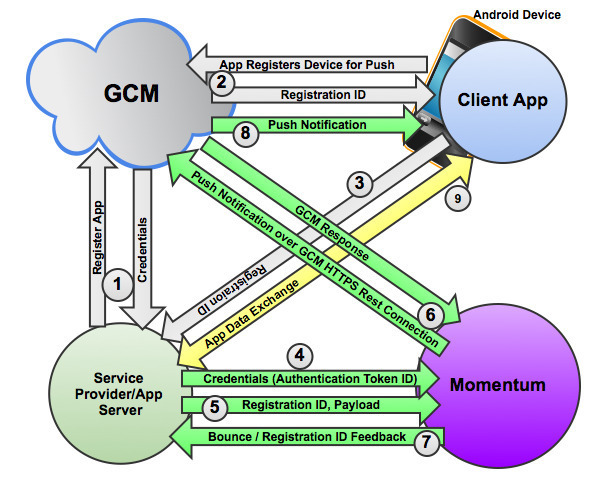 Android Device
App Registers Device for Push
GCM
2
Registration ID
Client App
8
Push Notification
3
9
GCM Response
Push Notification over GCM HTTPS Rest Connection
Register App
Credentials
Registraion ID
App Data Exchange
1
6
4
Service
Provider/App
Server
Credentials (Authentication Token ID)
Momentum
5
Registration ID, Payload
Bounce / Registration ID Feedback
7